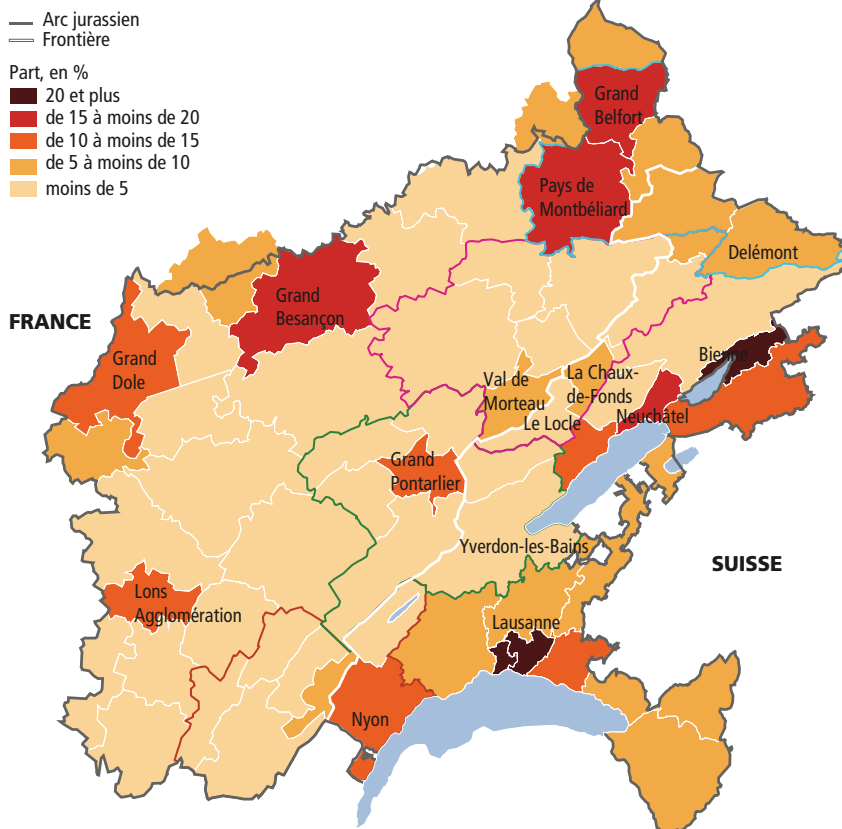 Arc jurassien
Frontière
Part, en %
20 et plus
de 15 à moins de 20
de 10 à moins de 15
de 5 à moins de 10
moins de 5
Grand
Belfort
Pays de
Montbéliard
Delémont
Grand
Besançon
FRANCE
Grand
Dole
Bienne
La Chaux-
de-Fonds
Val de
Morteau
Le Locle
Neuchâtel
Grand
Pontarlier
Yverdon-les-Bains
SUISSE
Lons
Agglomération
Lausanne
Nyon